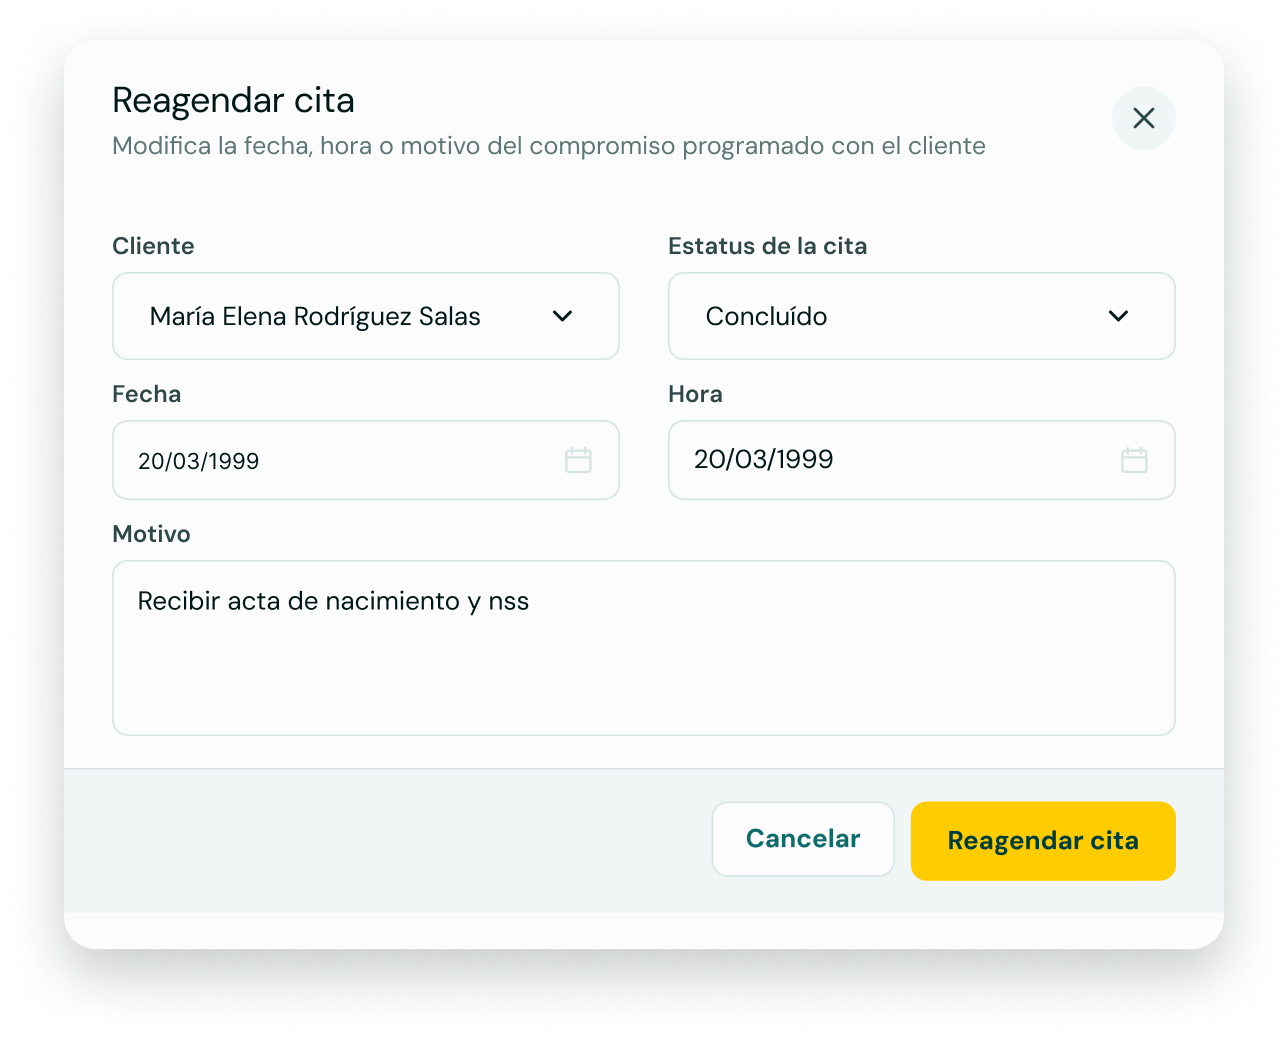 Reagendar cita
Modifica la fecha, hora o motivo del compromiso programado con el cliente
Cliente
Estatus de la cita
María Elena Rodríguez Salas
Concluído
Fecha
Hora
20/03/1999
20/03/1999
Motivo
Recibir acta de nacimiento y nss
Cancelar
Reagendar cita